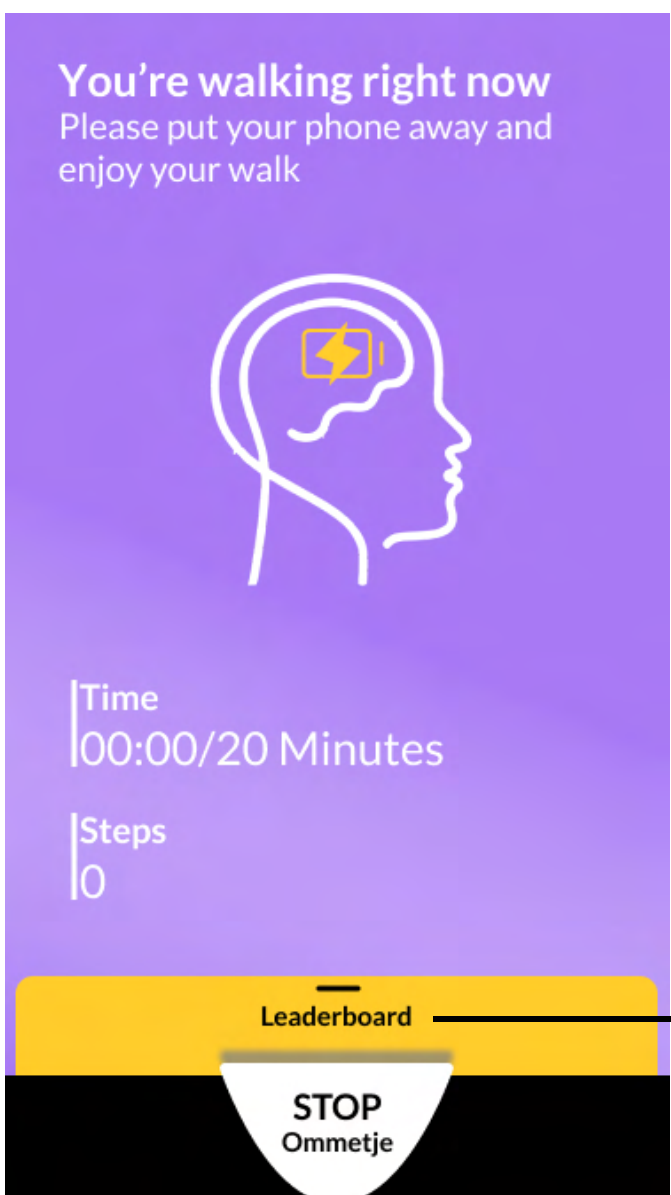 You’re walking right now
Please put your phone away and
enjoy your walk
Time
00:00/20 Minutes
Steps
0
Leaderboard
STOP
Ommetje